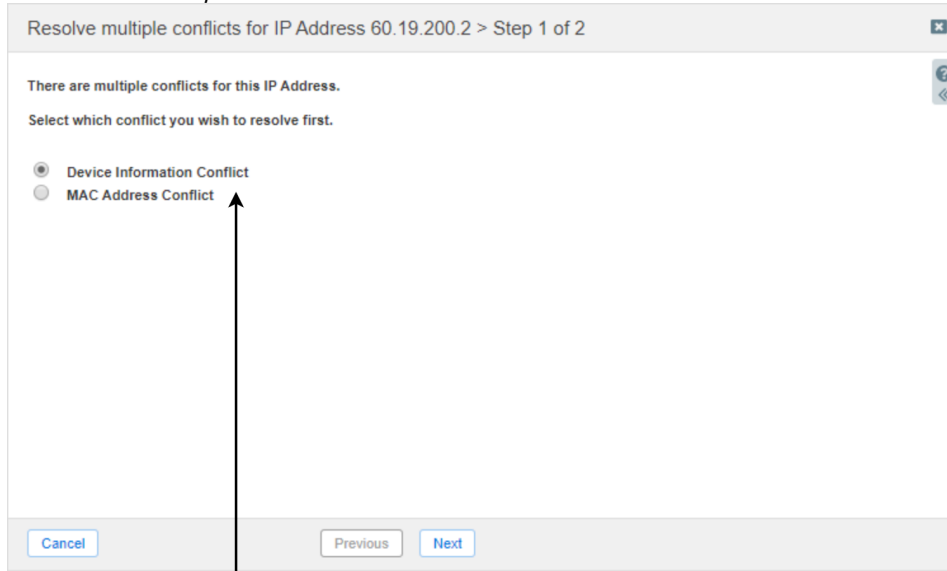 Resolve multiple conflicts for IP Address 60.19.200.2 > Step 1 of 2
There are multiple conflicts for this IP Address.
Select which conflict you wish to resolve first.
Device Information Conflict
MAC Address Conflict
Cancel
Previous
Next